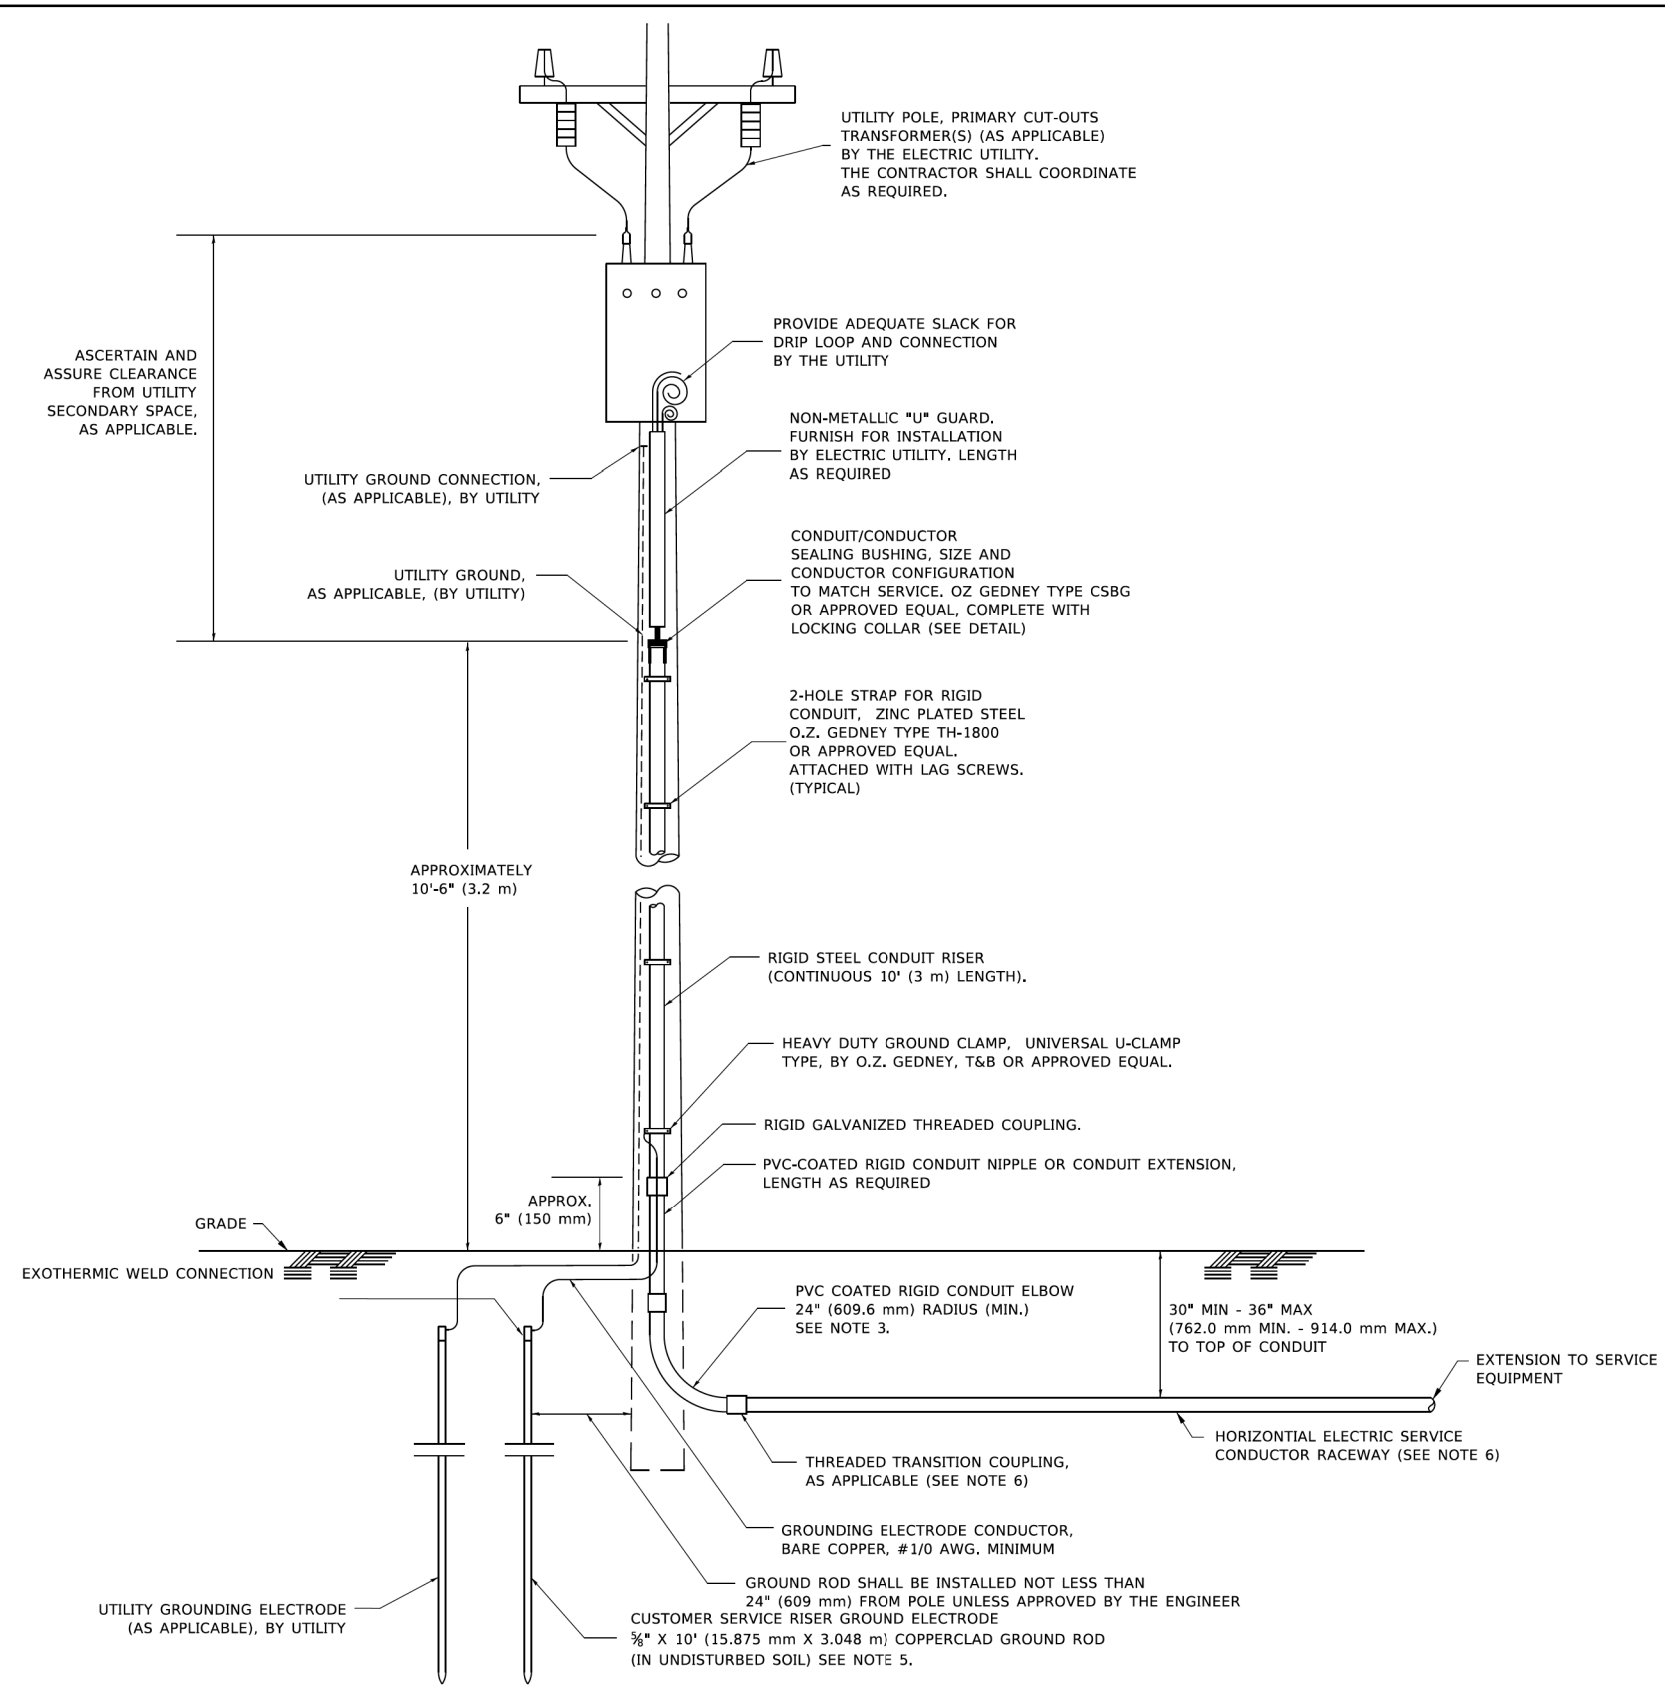 UTILITY POLE, PRIMARY CUT-OUTS
TRANSFORMER(S) (AS APPLICABLE)
BY THE ELECTRIC UTILITY.
THE CONTRACTOR SHALL COORDINATE
AS REQUIRED.
PROVIDE ADEQUATE SLACK FOR
DRIP LOOP AND CONNECTION
BY THE UTILITY
ASCERTAIN AND
ASSURE CLEARANCE
FROM UTILITY
SECONDARY SPACE,
AS APPLICABLE.
NON-METALLIC "U" GUARD.
FURNISH FOR INSTALLATION
BY ELECTRIC UTILITY. LENGTH
AS REQUIRED
UTILITY GROUND CONNECTION,
(AS APPLICABLE), BY UTILITY
CONDUIT/CONDUCTOR
SEALING BUSHING, SIZE AND
CONDUCTOR CONFIGURATION
TO MATCH SERVICE. OZ GEDNEY TYPE CSBG
OR APPROVED EQUAL, COMPLETE WITH
LOCKING COLLAR (SEE DETAIL)
UTILITY GROUND,
AS APPLICABLE, (BY UTILITY)
2-HOLE STRAP FOR RIGID
CONDUIT, ZINC PLATED STEEL
O.Z. GEDNEY TYPE TH-1800
OR APPROVED EQUAL.
ATTACHED WITH LAG SCREWS.
(TYPICAL)
APPROXIMATELY
10'-6" (3.2 m)
RIGID STEEL CONDUIT RISER
(CONTINUOUS 10' (3 m) LENGTH).
HEAVY DUTY GROUND CLAMP, UNIVERSAL U-CLAMP
TYPE, BY O.Z. GEDNEY, T&B OR APPROVED EQUAL.
RIGID GALVANIZED THREADED COUPLING.
PVC-COATED RIGID CONDUIT NIPPLE OR CONDUIT EXTENSION,
LENGTH AS REQUIRED
APPROX.
6" (150 mm)
GRADE
EXOTHERMIC WELD CONNECTION
PVC COATED RIGID CONDUIT ELBOW
24" (609.6 mm) RADIUS (MIN.)
SEE NOTE 3.
30" MIN - 36" MAX
(762.0 mm MIN. - 914.0 mm MAX.)
TO TOP OF CONDUIT
EXTENSION TO SERVICE
EQUIPMENT
HORIZONTIAL ELECTRIC SERVICE
CONDUCTOR RACEWAY (SEE NOTE 6)
THREADED TRANSITION COUPLING,
AS APPLICABLE (SEE NOTE 6)
GROUNDING ELECTRODE CONDUCTOR,
BARE COPPER, #1/0 AWG. MINIMUM
GROUND ROD SHALL BE INSTALLED NOT LESS THAN
24" (609 mm) FROM POLE UNLESS APPROVED BY THE ENGINEER
UTILITY GROUNDING ELECTRODE
(AS APPLICABLE), BY UTILITY
CUSTOMER SERVICE RISER GROUND ELECTRODE
⅝" X 10' (15.875 mm X 3.048 m) COPPERCLAD GROUND ROD
(IN UNDISTURBED SOIL) SEE NOTE 5.